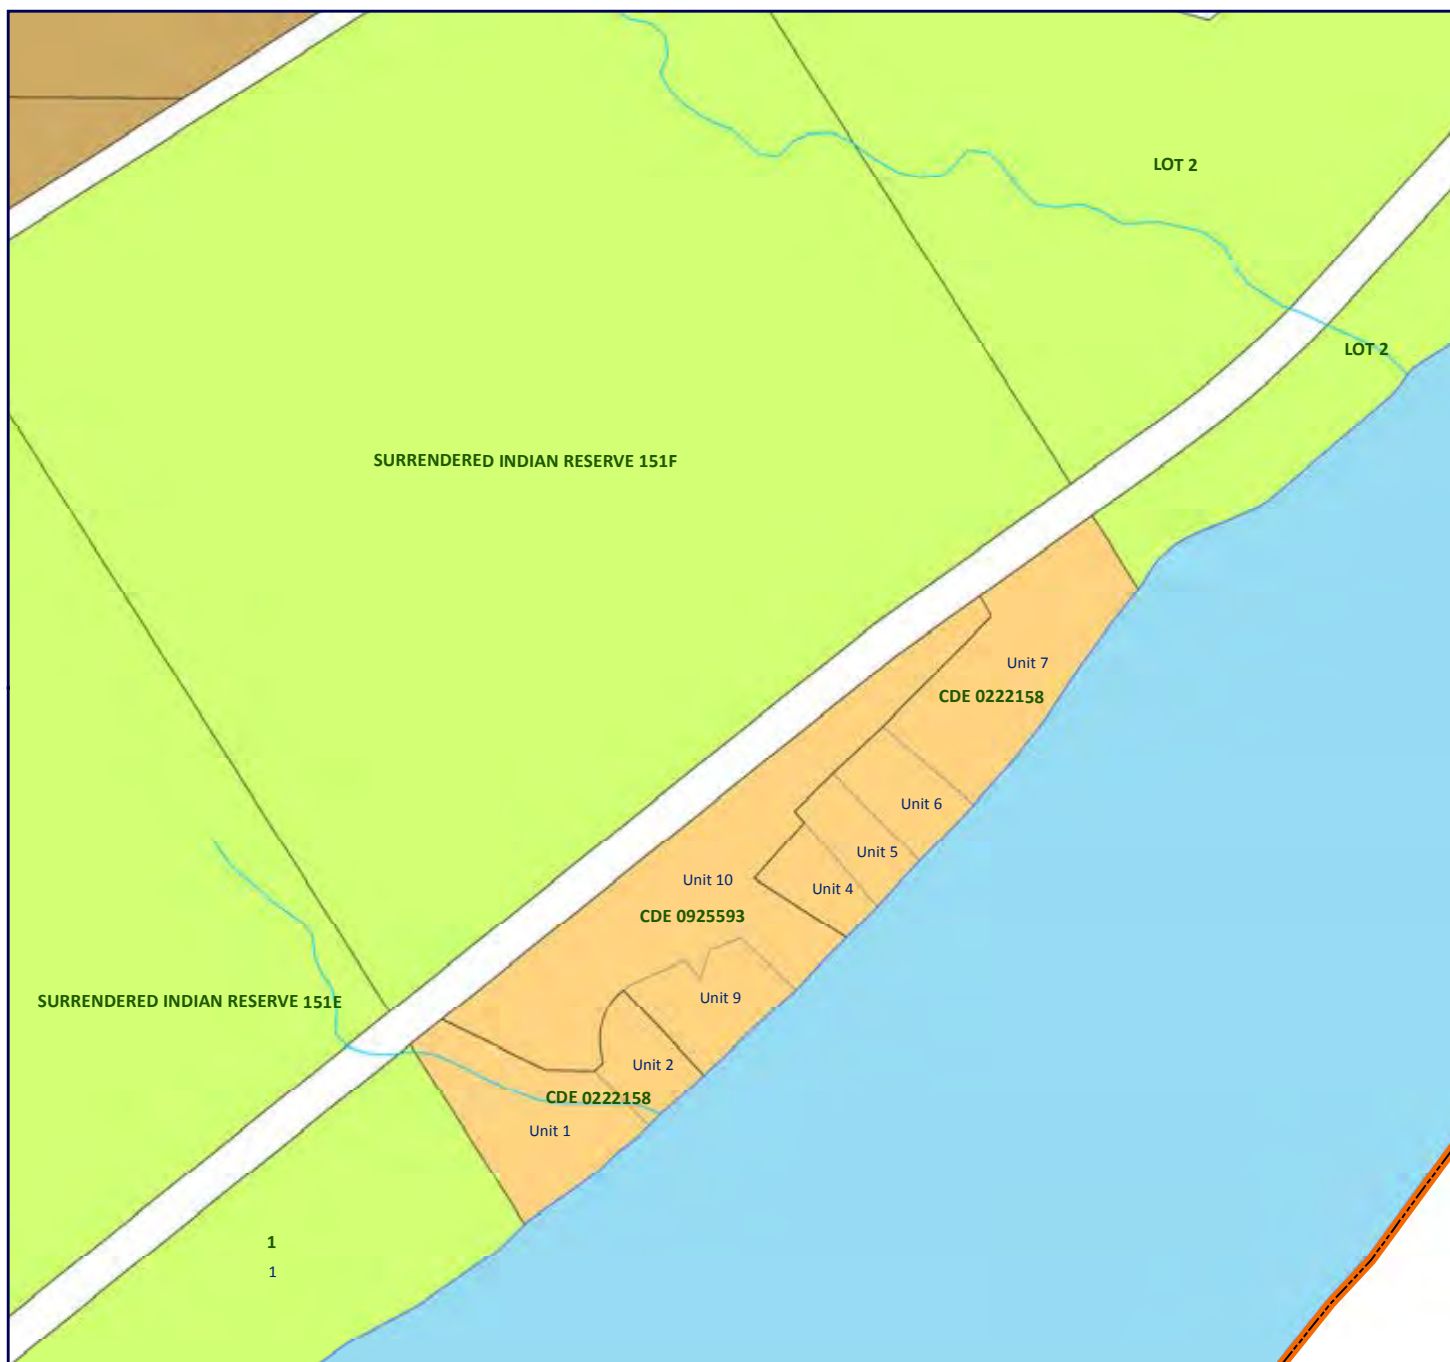 LOT 2
LOT 2
SURRENDERED INDIAN RESERVE 151F
Unit 7
CDE 0222158
Unit 6
Unit 5
Unit 10
Unit 4
CDE 0925593
Unit 9
SURRENDERED INDIAN RESERVE 151E
Unit 2
CDE 0222158
Unit 1
1
1